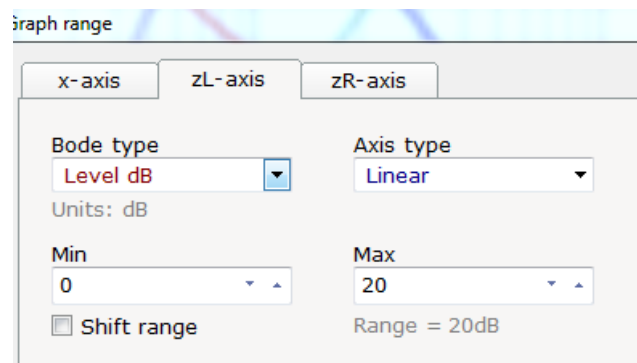 Graph range
x-axis zL-axis zR-axis
Bode type Axis type
Level dB Linear
Units: dB
Min Max
0 20
Shift range Range = 20dB